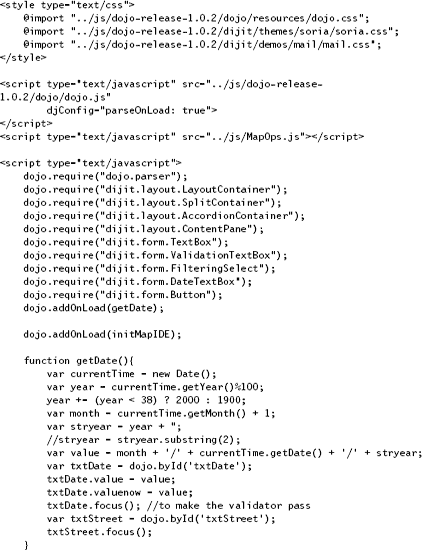 <style type="text/css">
@import "../js/dojo-release-1.0.2/dojo/resources/dojo.css";
@import "../js/dojo-release-1.0.2/dijit/themes/soria/soria.css";
@import "../js/dojo-release-1.0.2/dijit/demos/mail/mail.css";
</style>
<script type="text/javascript" src="../js/dojo-release-
1.0.2/dojo/dojo.js"
djConfig="parseOnLoad: true">
</script>
<script type="text/javascript" src="../js/MapOps.js"></script>
<script type="text/javascript">
dojo.require("dojo.parser");
dojo.require("dijit.layout.LayoutContainer");
dojo.require("dijit.layout.SplitContainer");
dojo.require("dijit.layout.AccordionContainer");
dojo.require("dijit.layout.ContentPane");
dojo.require("dijit.form.TextBox");
dojo.require("dijit.form.ValidationTextBox");
dojo.require("dijit.form.FilteringSelect");
dojo.require("dijit.form.DateTextBox");
dojo.require("dijit.form.Button");
dojo.addOnLoad(getDate);
dojo.addOnLoad(initMapIDE);
function getDate(){
var currentTime = new Date();
var year = currentTime.getYear()%100;
year += (year < 38) ? 2000 : 1900;
var month = currentTime.getMonth() + 1;
var stryear = year + ";
//stryear = stryear.substring(2);
var value = month + '/' + currentTime.getDate() + '/' + stryear;
var txtDate = dojo.byId('txtDate');
txtDate.value = value;
txtDate.valuenow = value;
txtDate.focus(); //to make the validator pass
var txtStreet = dojo.byId('txtStreet');
txtStreet.focus();
}